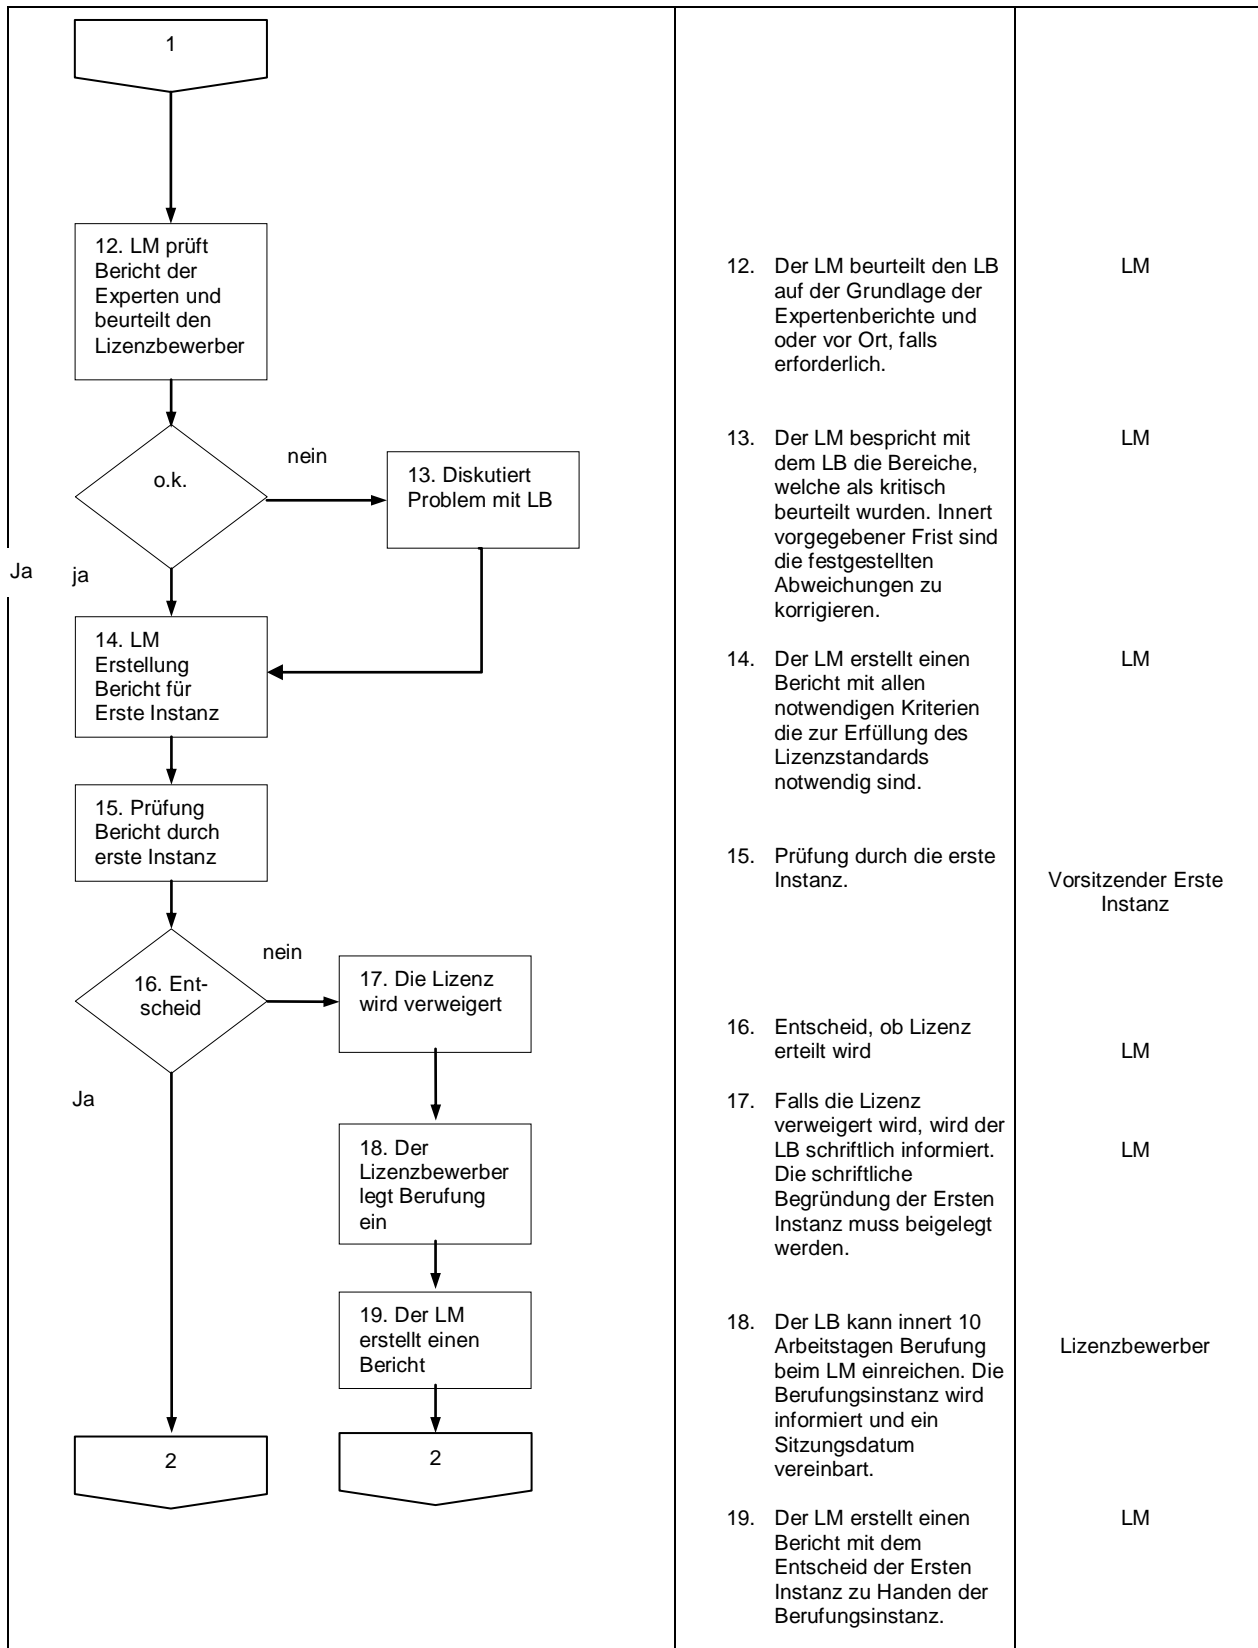 1
12. LM prüft
Bericht der
Experten und
beurteilt den
Lizenzbewerber
o.k.
nein
13. Diskutiert
Problem mit LB
Ja
ja
14. LM
Erstellung
Bericht für
Erste Instanz
15. Prüfung
Bericht durch
erste Instanz
16. Ent-
scheid
nein
17. Die Lizenz
wird verweigert
Ja
18. Der
Lizenzbewerber
legt Berufung
ein
19. Der LM
erstellt einen
Bericht
2
2
12. Der LM beurteilt den LB
auf der Grundlage der
Expertenberichte und
oder vor Ort, falls
erforderlich.
LM
13. Der LM bespricht mit
dem LB die Bereiche,
welche als kritisch
beurteilt wurden. Innert
vorgegebener Frist sind
die festgestellten
Abweichungen zu
korrigieren.
LM
14. Der LM erstellt einen
Bericht mit allen
notwendigen Kriterien
die zur Erfüllung des
Lizenzstandards
notwendig sind.
LM
15. Prüfung durch die erste
Instanz.
Vorsitzender Erste
Instanz
16. Entscheid, ob Lizenz
erteilt wird
LM
17. Falls die Lizenz
verweigert wird, wird der
LB schriftlich informiert.
Die schriftliche
Begründung der Ersten
Instanz muss beigelegt
werden.
LM
18. Der LB kann innert 10
Arbeitstagen Berufung
beim LM einreichen. Die
Berufungsinstanz wird
informiert und ein
Sitzungsdatum
vereinbart.
Lizenzbewerber
19. Der LM erstellt einen
Bericht mit dem
Entscheid der Ersten
Instanz zu Handen der
Berufungsinstanz.
LM